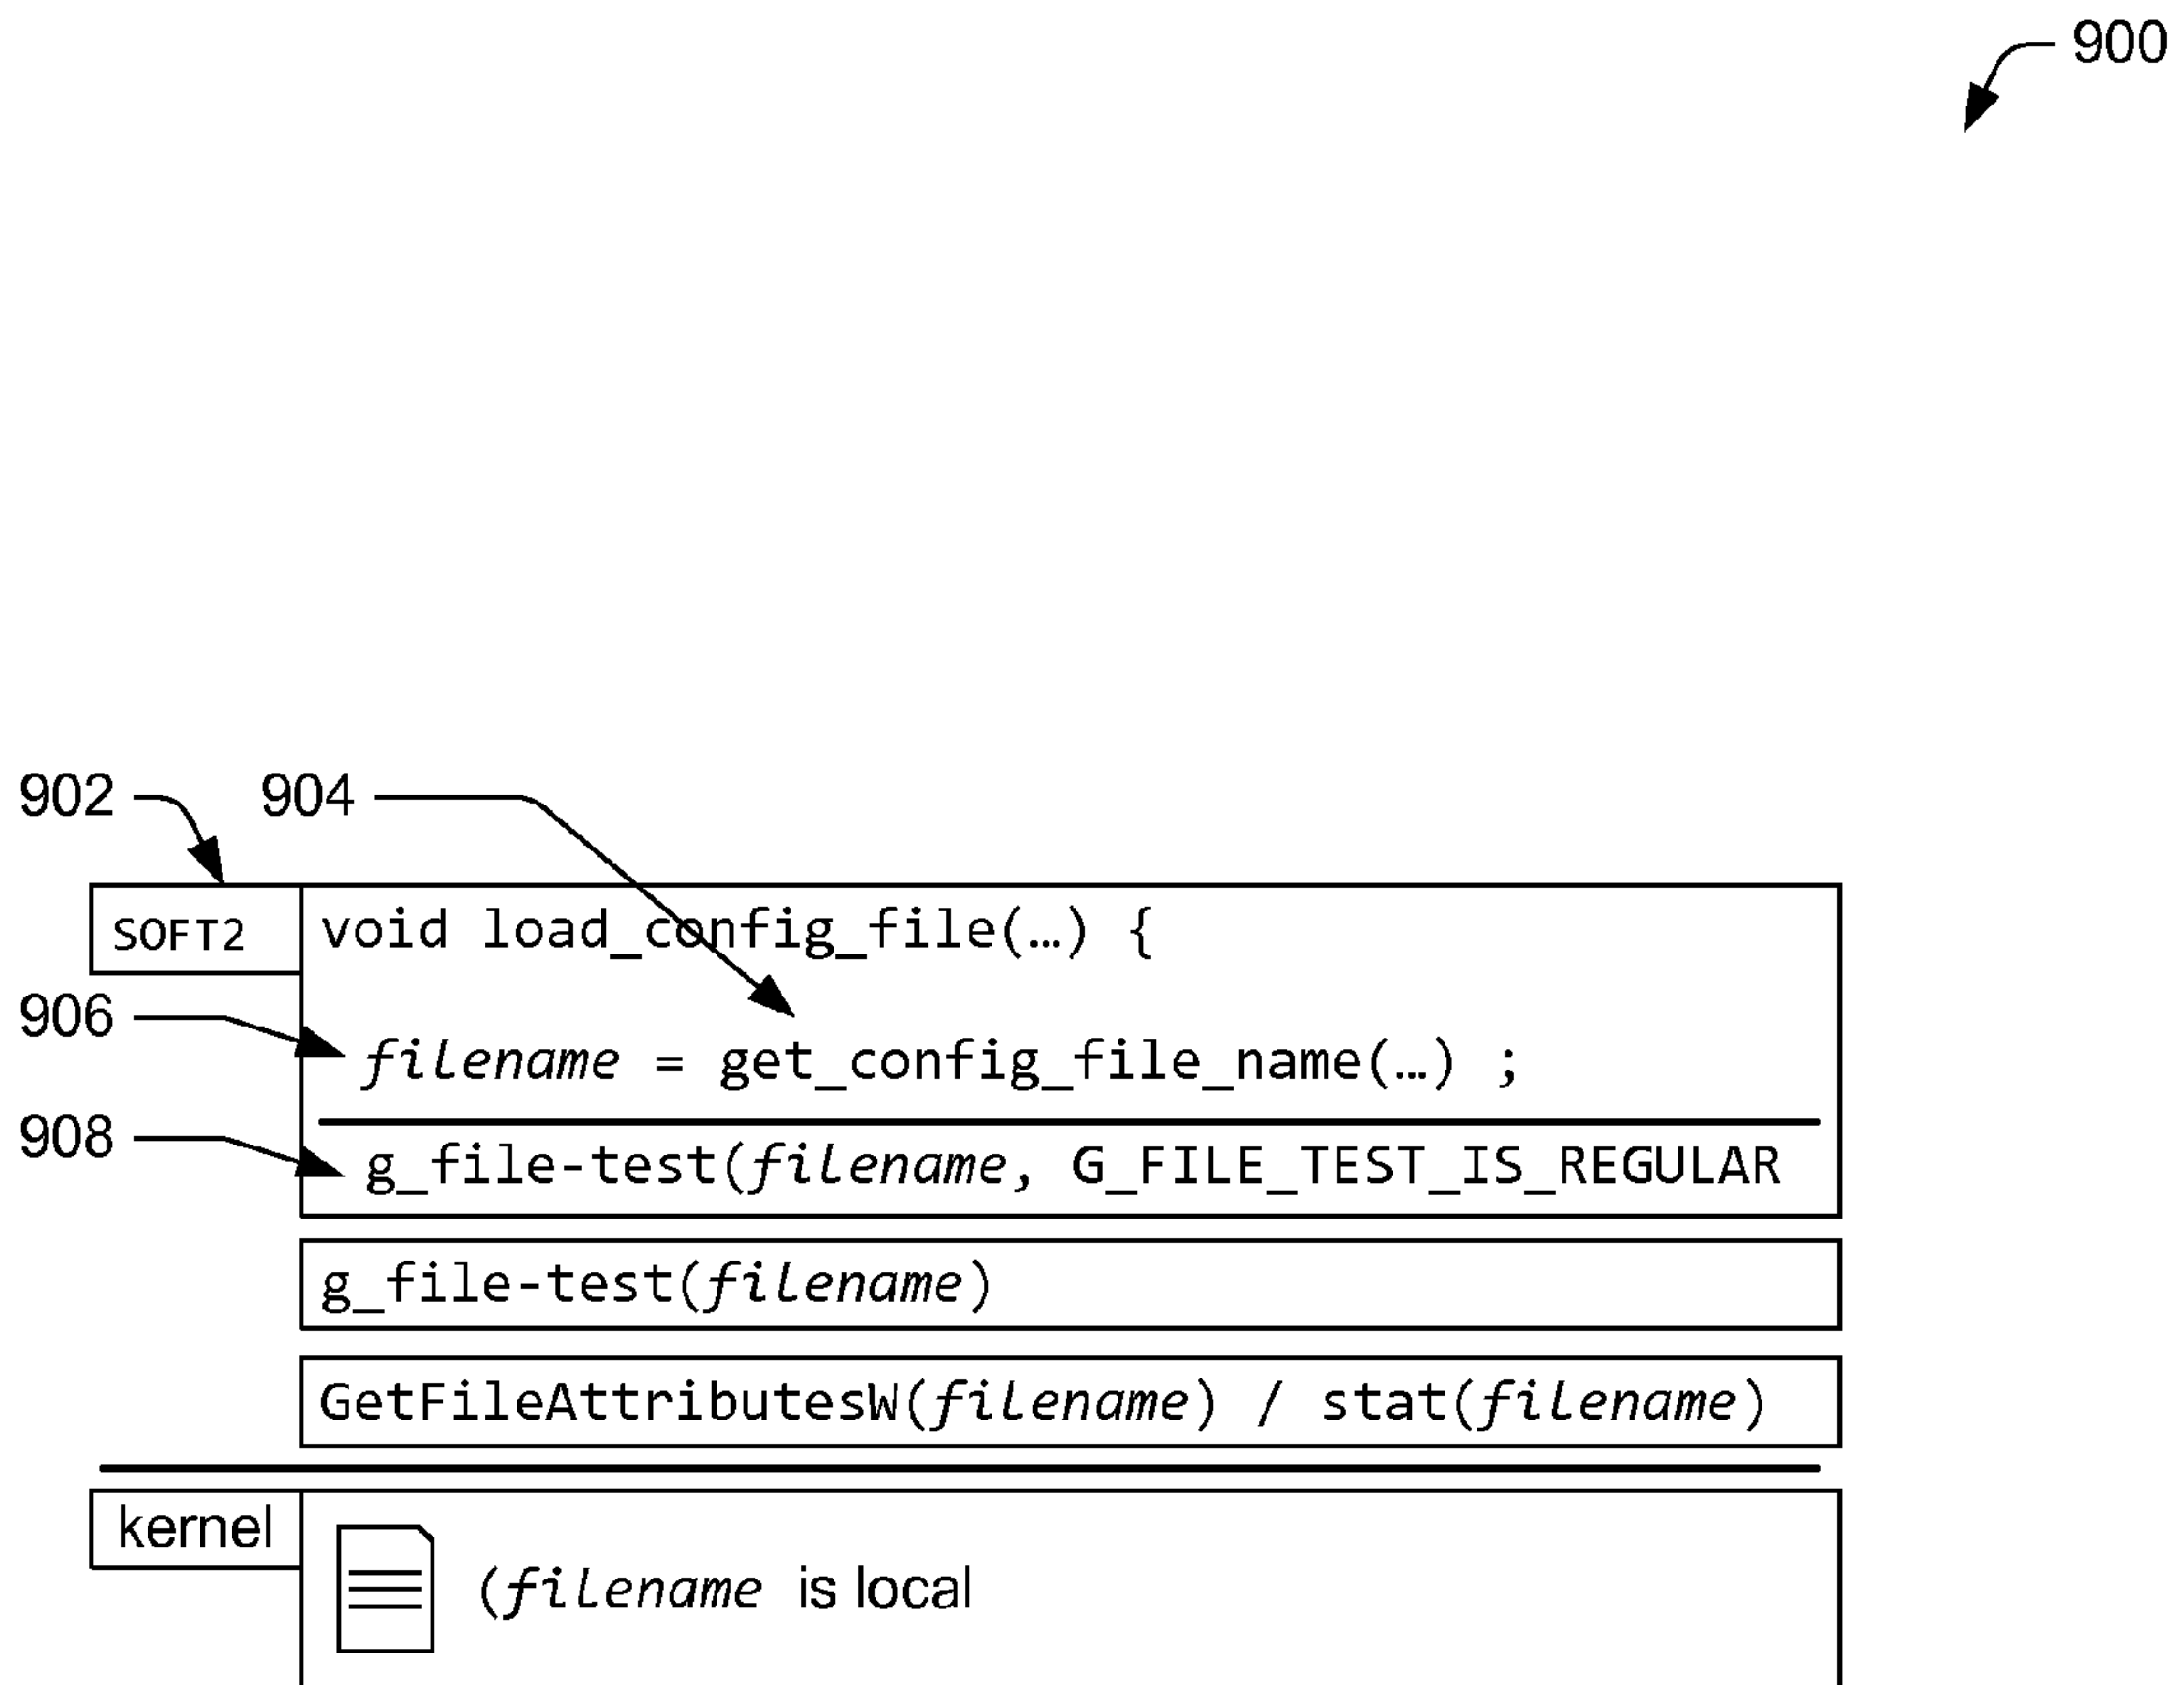 900
902 904
SOFT2 void load_config_file(…) {
906 filename = get_config_file_name(…) ;
908 g_file-test(filename, G_FILE_TEST_IS_REGULAR
g_file-test(filename)
GetFileAttributesW(filename) / stat(filename)
kernel
(filename is local